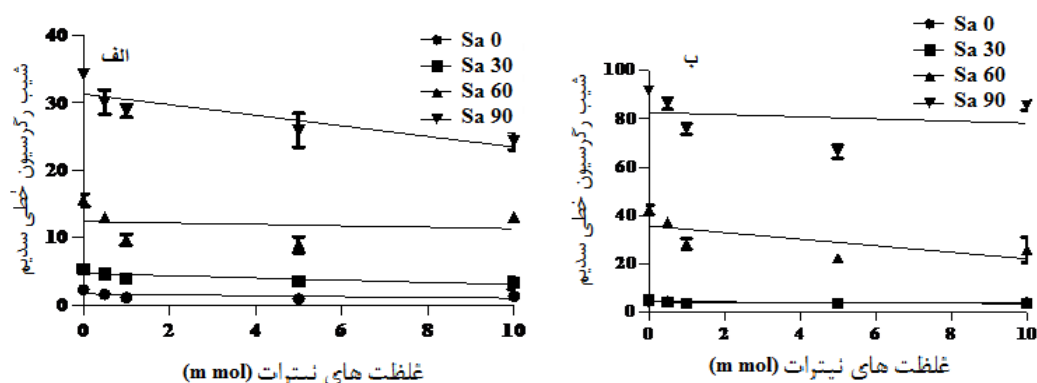 الف
Sa 0
Sa 30
Sa 60
Sa 90
40
30
20
10
0
0 2 4 6 8 10
شیب رگرسیون خطی سدیم
غلظت های نیترات (m mol)
ب
Sa 0
Sa 30
Sa 60
Sa 90
100
80
60
40
20
0
0 2 4 6 8 10
شیب رگرسیون خطی سدیم
غلظت های نیترات (m mol)